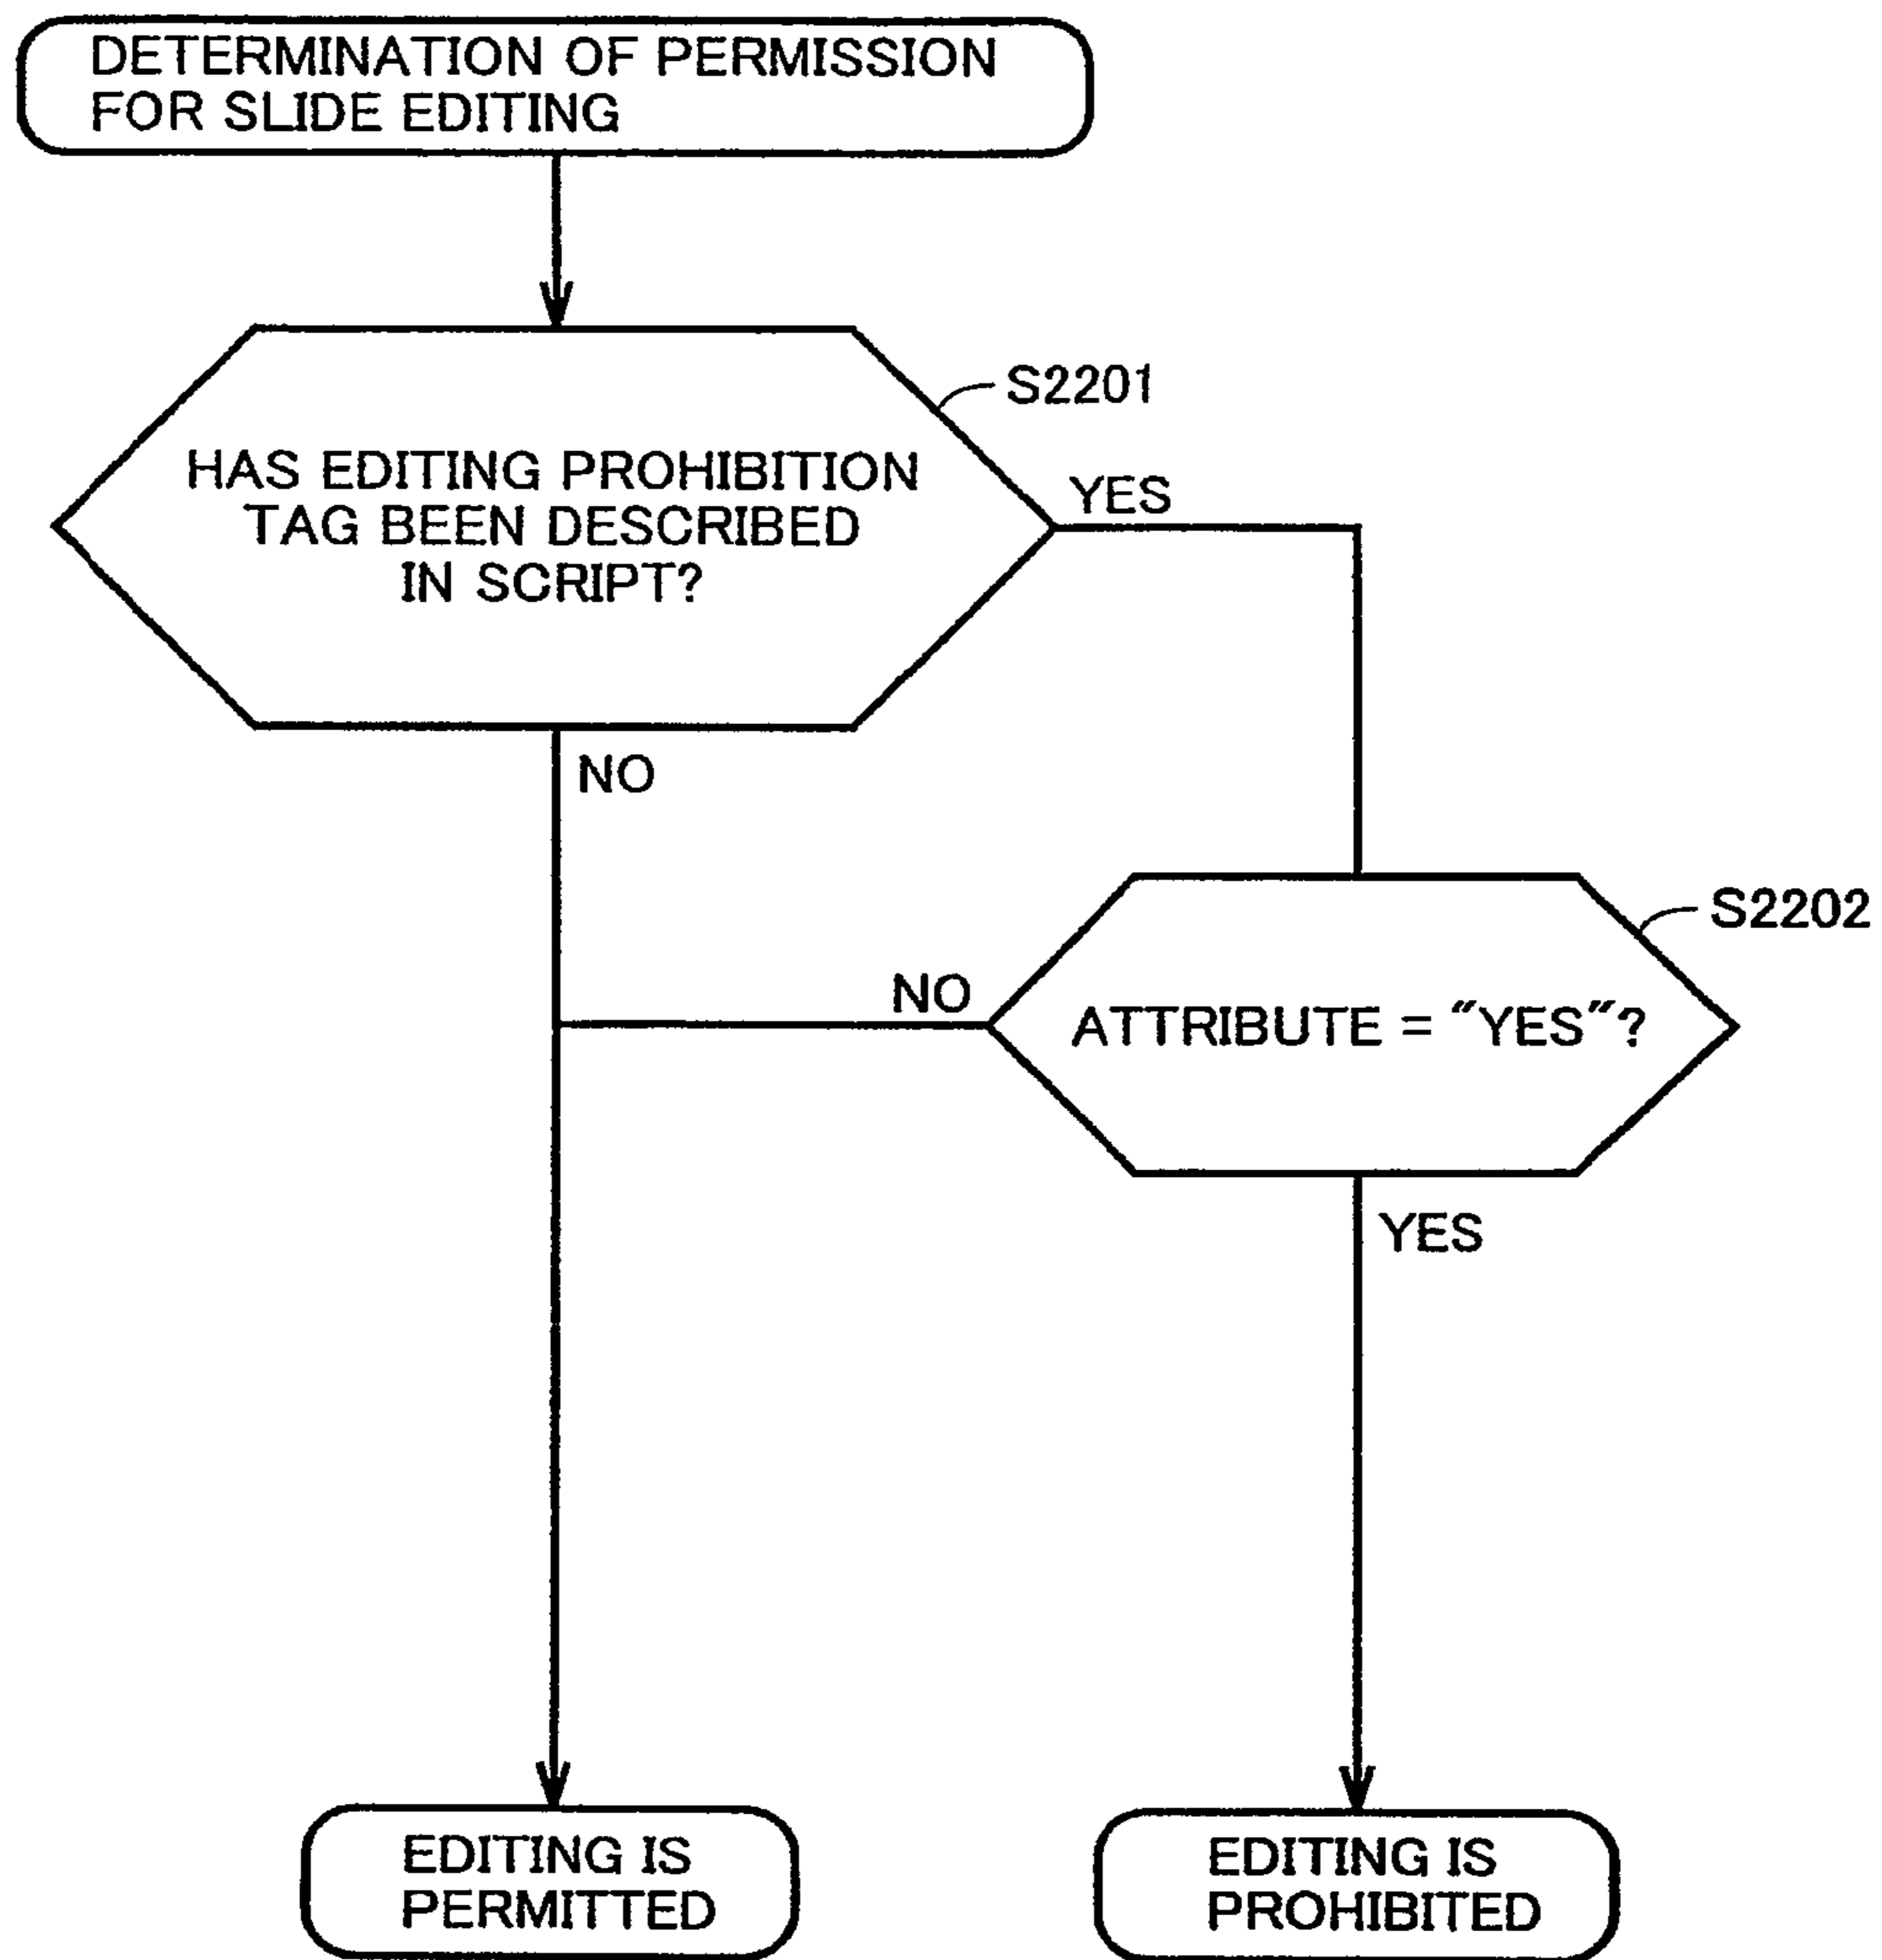 DETERMINATION OF PERMISSION
FOR SLIDE EDITING
S2201
HAS EDITING PROHIBITION
TAG BEEN DESCRIBED
IN SCRIPT?
YES
NO
S2202
NO
ATTRIBUTE = "YES"?
YES
EDITING IS
PERMITTED
EDITING IS
PROHIBITED